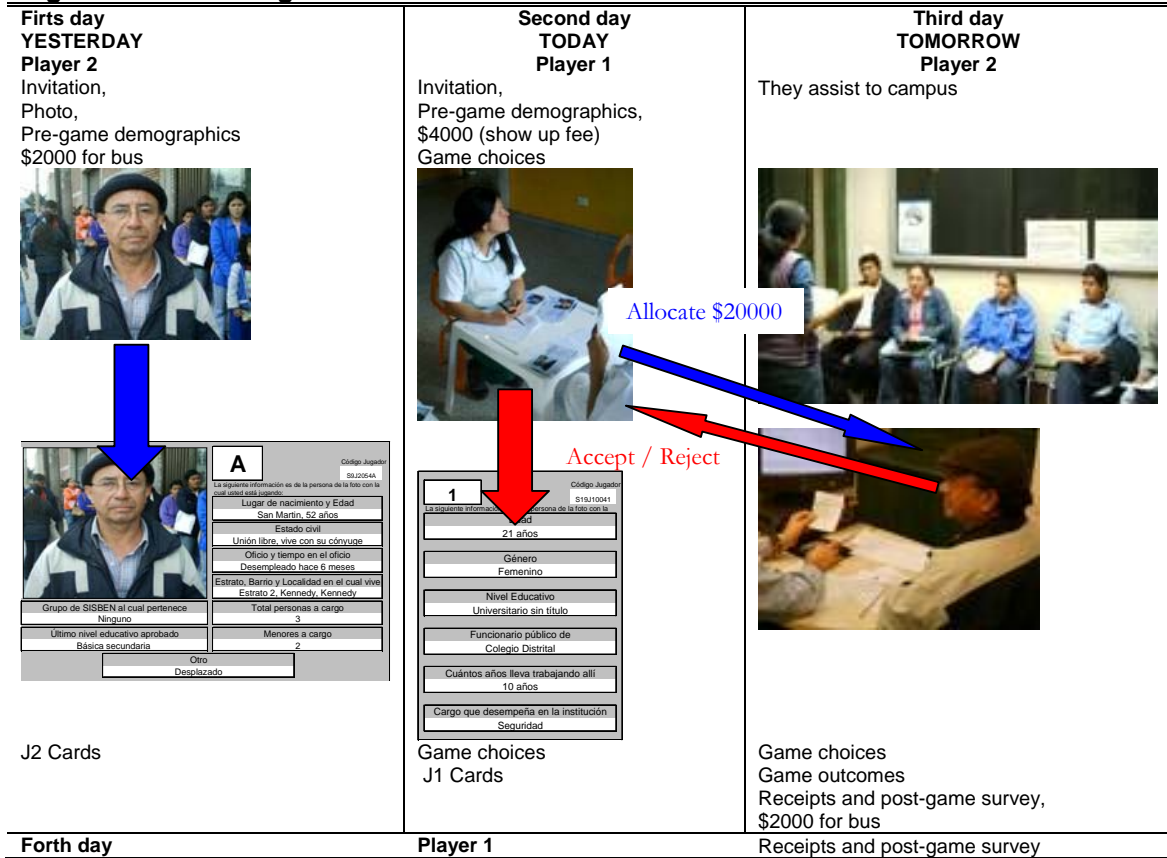 Firts day
YESTERDAY
Player 2
Invitation,
Photo,
Pre-game demographics
$2000 for bus
A
Código Jugador
S9J2054A
La siguiente información es de la persona de la foto con la
cual usted está jugando:
Lugar de nacimiento y Edad
San Martin, 52 años
Estado civil
Unión libre, vive con su cónyuge
Oficio y tiempo en el oficio
Desempleado hace 6 meses
Estrato, Barrio y Localidad en el cual vive
Estrato 2, Kennedy, Kennedy
Grupo de SISBEN al cual pertenece
Ninguno
Total personas a cargo
3
Último nivel educativo aprobado
Básica secundaria
Menores a cargo
2
Otro
Desplazado
J2 Cards
Second day
TODAY
Player 1
Invitation,
Pre-game demographics,
$4000 (show up fee)
Game choices
Allocate $20000
Accept / Reject
1
Código Jugador
S19J10041
La siguiente persona de la foto con la
21 años
Género
Femenino
Nivel Educativo
Universitario sin título
Funcionario público de
Colegio Distrital
Cuántos años lleva trabajando allí
10 años
Cargo que desempeña en la institución
Seguridad
Game choices
J1 Cards
Third day
TOMORROW
Player 2
They assist to campus
Game choices
Game outcomes
Receipts and post-game survey,
$2000 for bus
Forth day
Player 1
Receipts and post-game survey